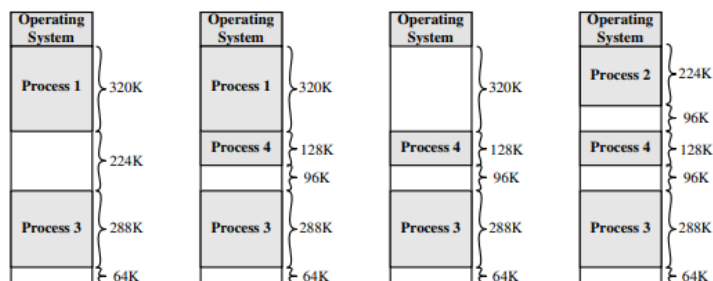 Operating
System
Process 1
320K
224K
Process 3
288K
64K
Operating
System
Process 1
320K
Process 4
128K
96K
Process 3
288K
64K
Operating
System
320K
Process 4
128K
96K
Process 3
288K
64K
Operating
System
Process 2
224K
96K
Process 4
128K
96K
Process 3
288K
64K